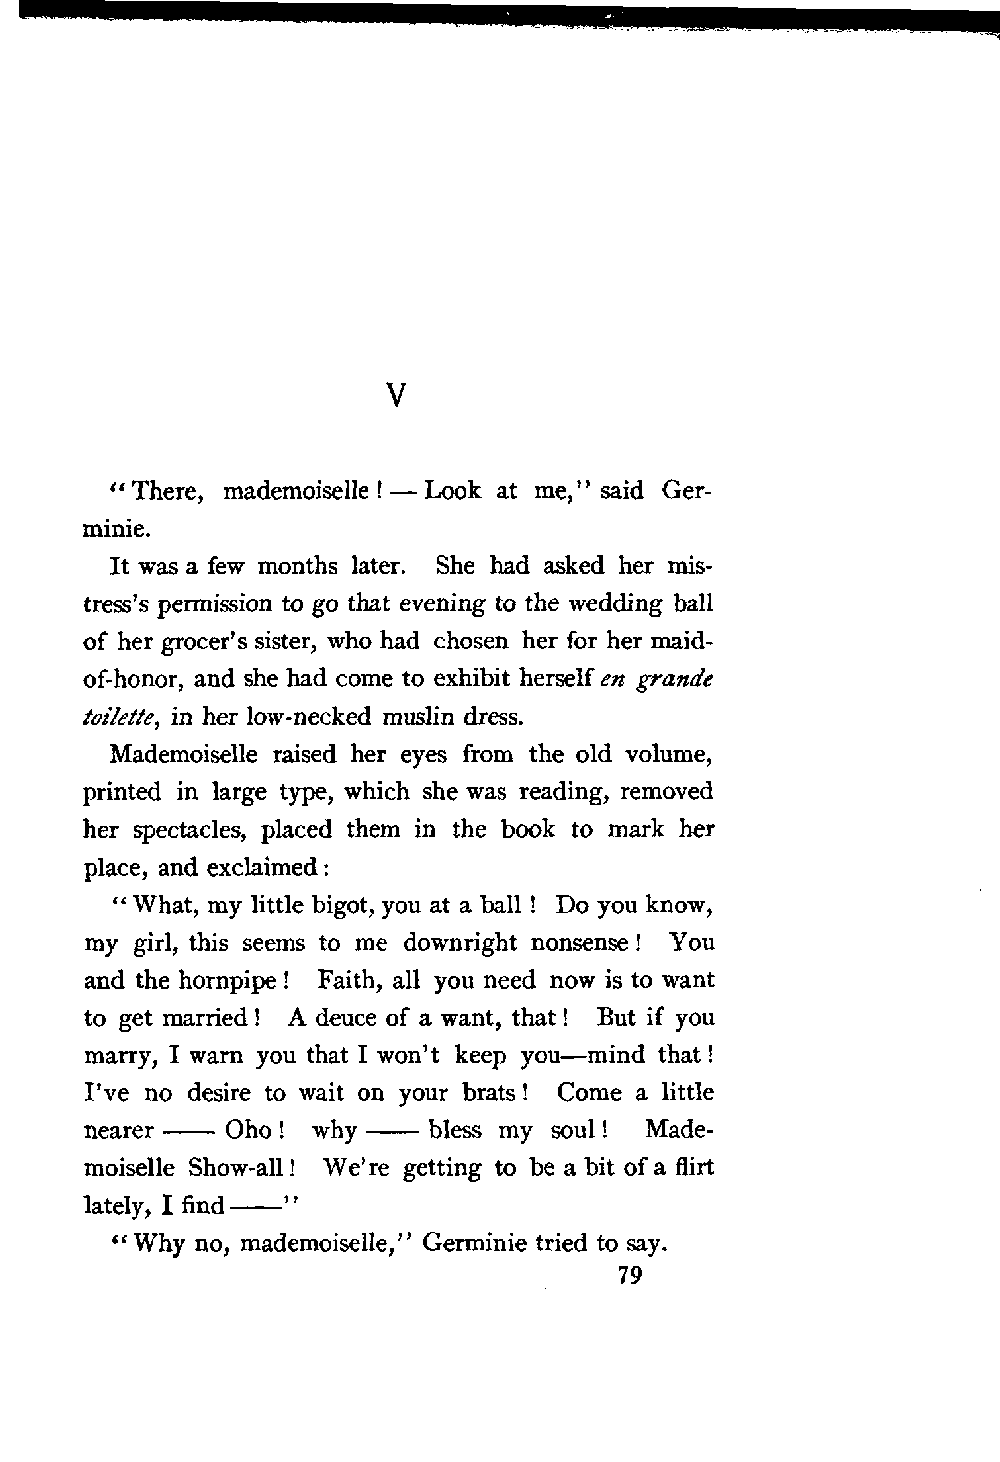 V
“There, mademoiselle!—Look at me,” said Ger-
minie.
It was a few months later. She had asked her mis-
tress's permission to go that evening to the wedding ball
of her grocer's sister, who had chosen her for her maid-
of-honor, and she had come to exhibit herself en grande
toilette, in her low-necked muslin dress.
Mademoiselle raised her eyes from the old volume,
printed in large type, which she was reading, removed
her spectacles, placed them in the book to mark her
place, and exclaimed:
“What, my little bigot, you at a ball! Do you know,
my girl, this seems to me downright nonsense! You
and the hornpipe! Faith, all you need now is to want
to get married! A deuce of a want, that! But if you
marry, I warn you that I won't keep you—mind that!
I've no desire to wait on your brats! Come a little
nearer —— Oho! why —— bless my soul! Made-
moiselle Show-all! We're getting to be a bit of a flirt
lately, I find ——”
“Why no, mademoiselle,” Germinie tried to say.
79